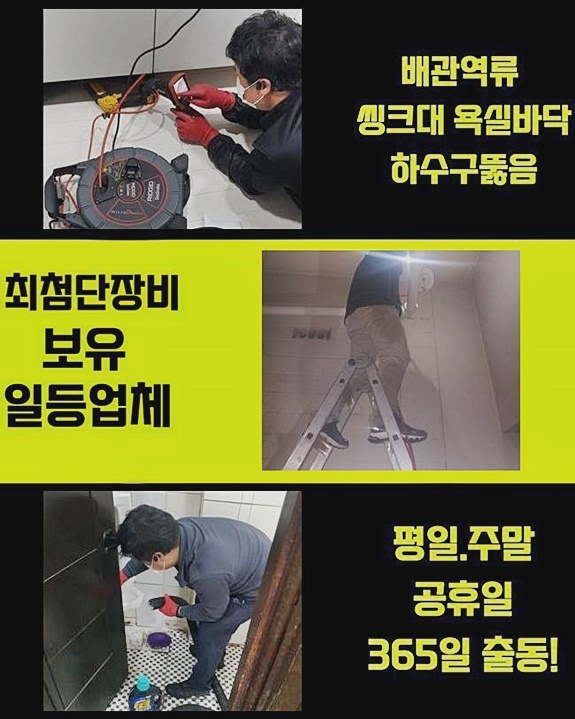 배관역류
씽크대 욕실바닥
하수구뚫음
RIDGID
최첨단장비
보유
일등업체
평일.주말
공휴일
365일 출동!